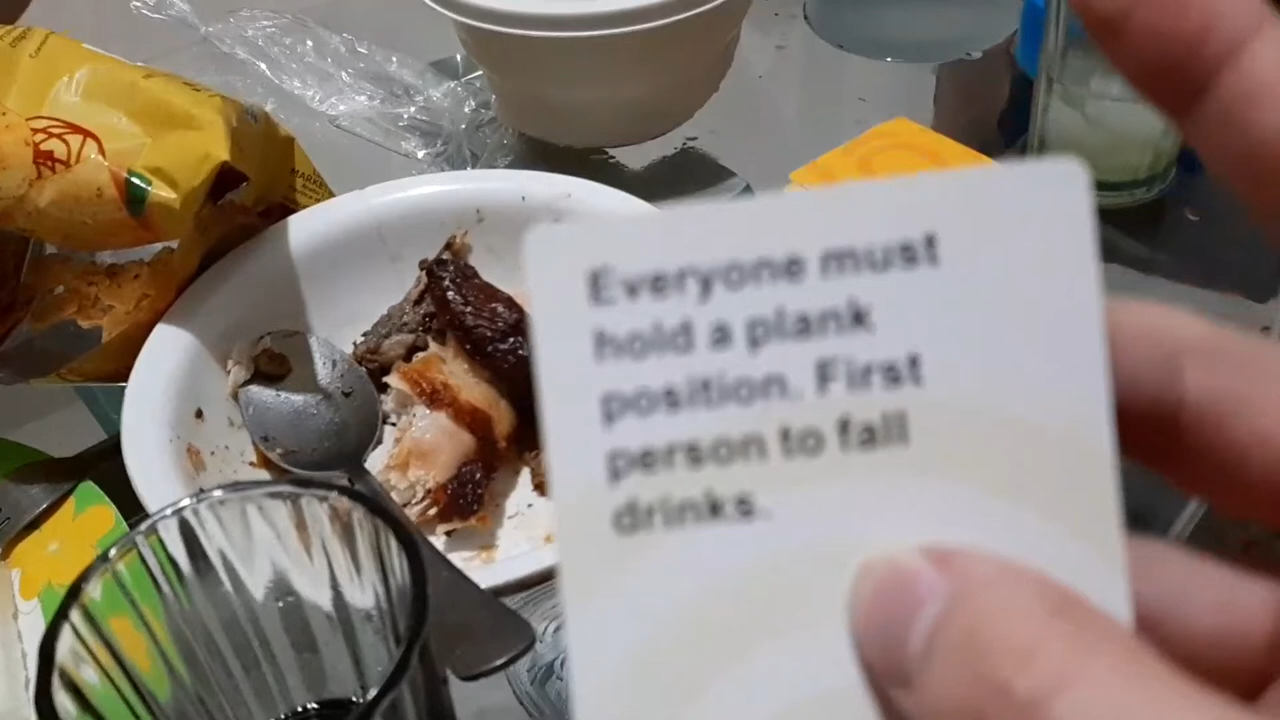 Everyone must
hold a plank
position. First
person to fall
drinks.